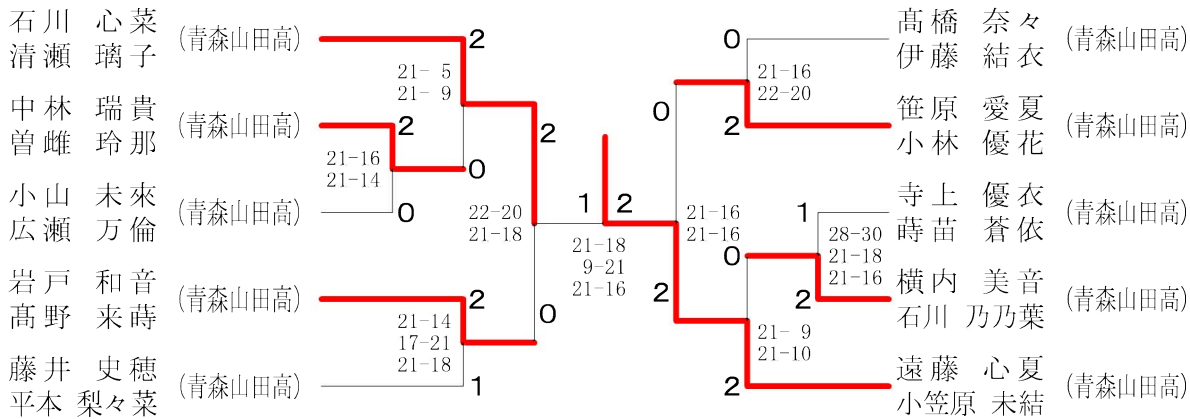 石川 心菜
清瀬 璃子
(青森山田高)
2
21- 5
21- 9
中林 瑞貴
曽雌 玲那
(青森山田高)
2
0
21-16
21-14
小山 未來
広瀬 万倫
(青森山田高)
0
2
22-20
21-18
岩戸 和音
髙野 来蒔
(青森山田高)
2
0
21-14
17-21
21-18
藤井 史穂
平本 梨々菜
(青森山田高)
1
1
2
21-18
9-21
21-16
髙橋 奈々
伊藤 結衣
(青森山田高)
0
21-16
22-20
0
笹原 愛夏
小林 優花
(青森山田高)
2
21-16
21-16
寺上 優衣
蒔苗 蒼依
(青森山田高)
1
28-30
21-18
21-16
0
横内 美音
石川 乃乃葉
(青森山田高)
2
2
21- 9
21-10
遠藤 心夏
小笠原 未結
(青森山田高)
2